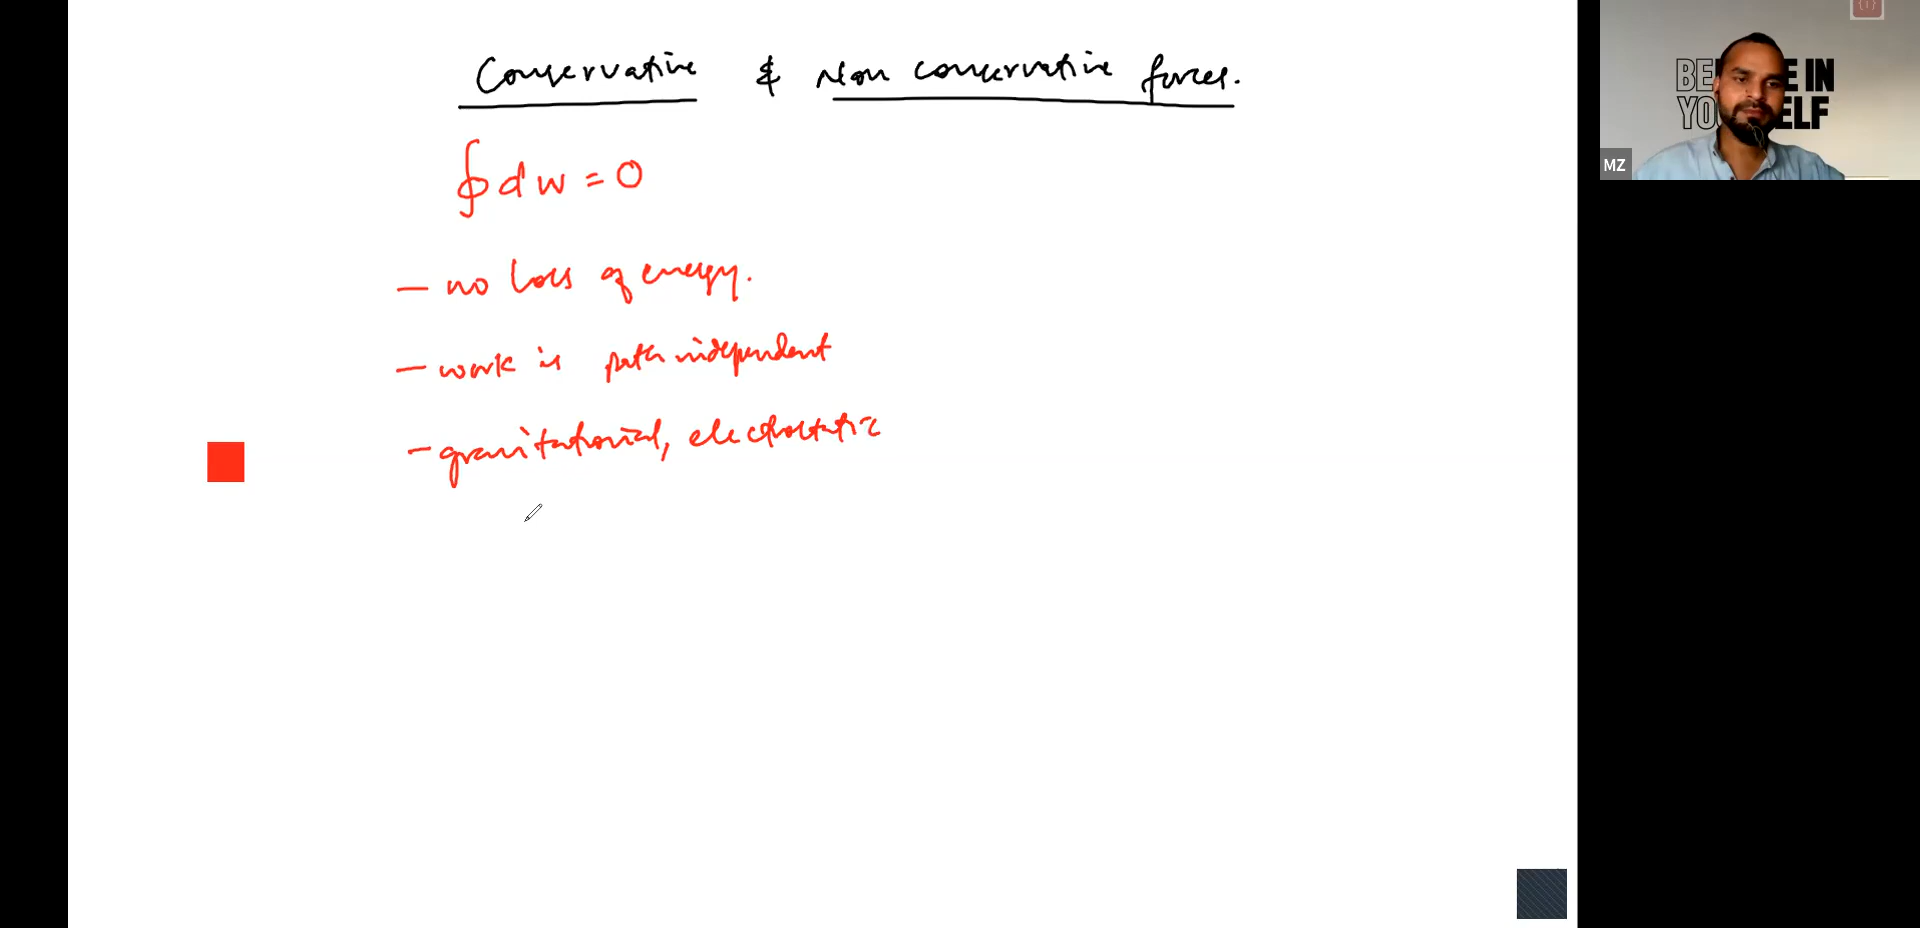 Conservative & Non conservative forces.
∮dw = 0
- no loss of energy.
- work is path independent
- gravitational, electrostatic
BE IN
YO ELF
MZ